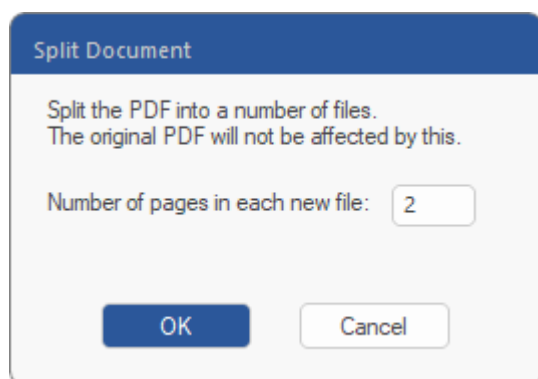 Split Document
Split the PDF into a number of files.
The original PDF will not be affected by this.
Number of pages in each new file: 2
OK Cancel